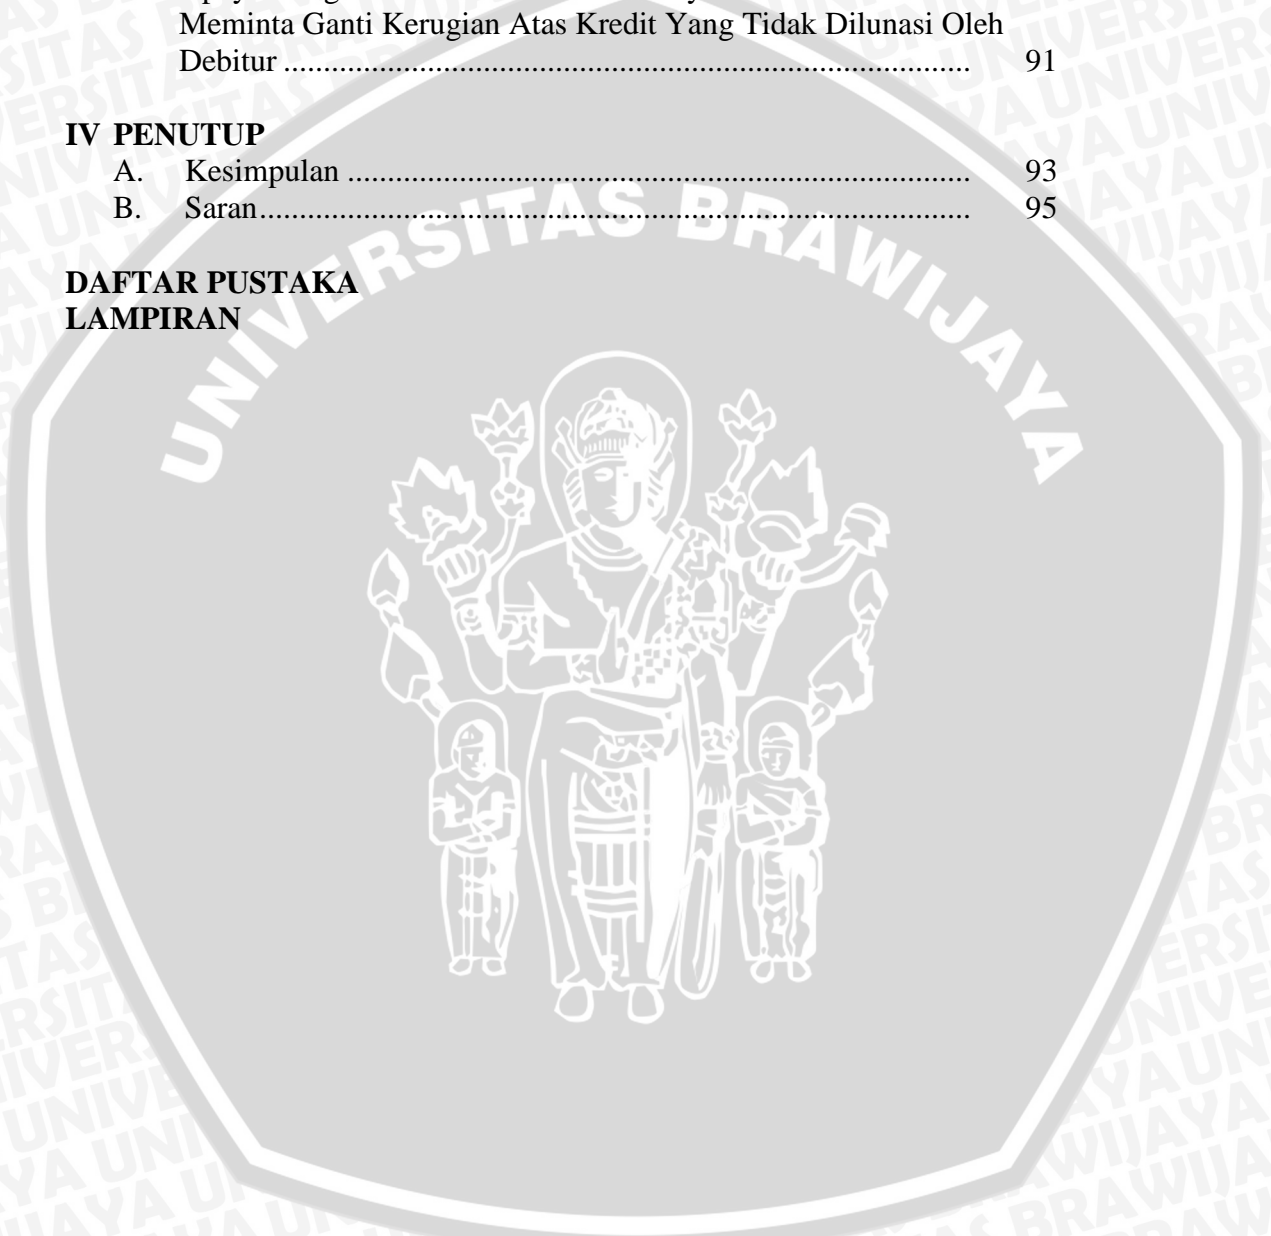 Meminta Ganti Kerugian Atas Kredit Yang Tidak Dilunasi Oleh
Debitur ...................................................................................... 91
IV PENUTUP
A. Kesimpulan .............................................................................. 93
B. Saran......................................................................................... 95
DAFTAR PUSTAKA
LAMPIRAN
UNIVERSITAS BRAWIJAYA